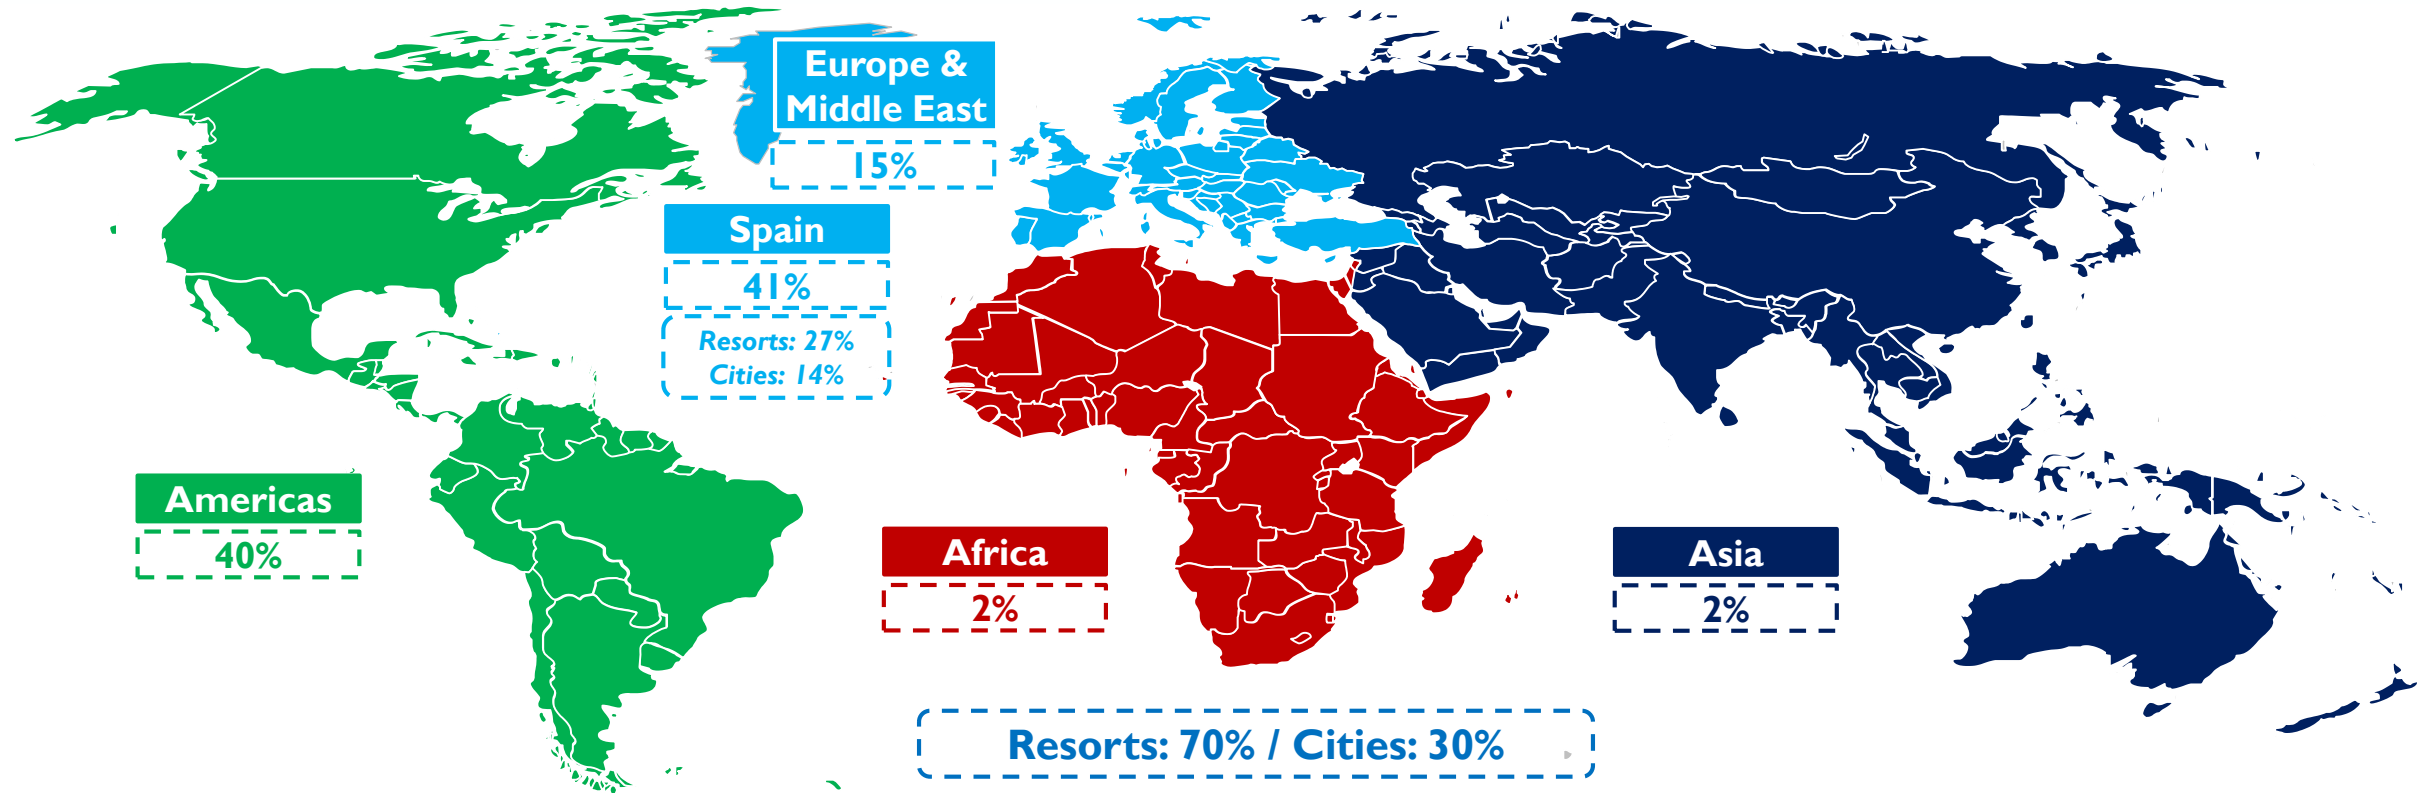 Europe &
Middle East
15%
Spain
41%
Resorts: 27%
Cities: 14%
Americas
40%
Africa
2%
Asia
2%
Resorts: 70% / Cities: 30%